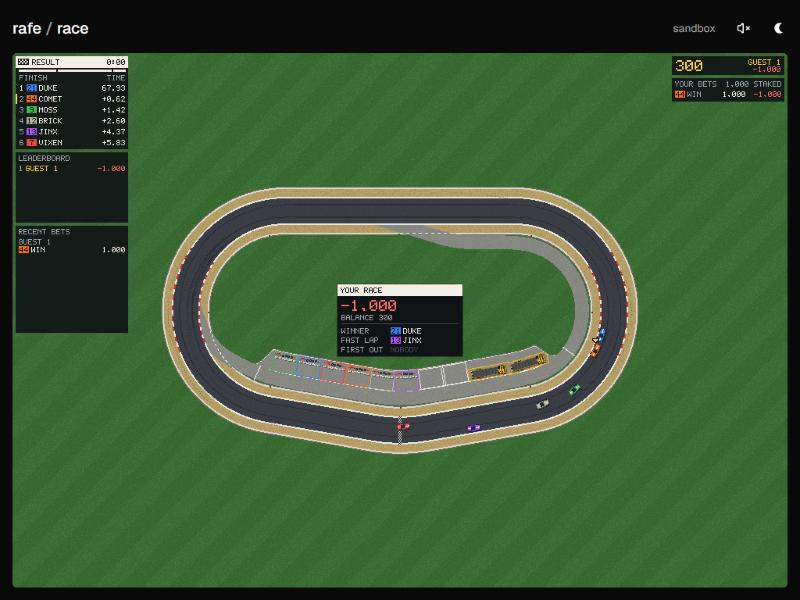 rafe / race
sandbox
RESULT 0:00
FINISH TIME
1 21 DUKE 67.93
2 44 COMET +0.62
3 5 MOSS +1.42
4 12 BRICK +2.60
5 13 JINX +4.37
6 7 VIXEN +5.83
LEADERBOARD
1 GUEST 1 -1.000
RECENT BETS
GUEST 1
44 WIN 1.000
300 GUEST 1
-1.000
YOUR BETS 1.000 STAKED
44 WIN 1.000 -1.000
YOUR RACE
-1.000
BALANCE 300
WINNER 21 DUKE
FAST LAP 13 JINX
FIRST OUT NOBODY